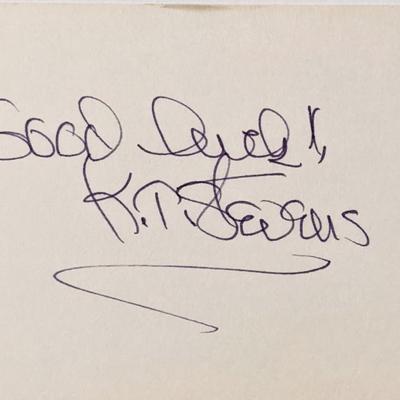 Good Luck!,
K.T. Stevens